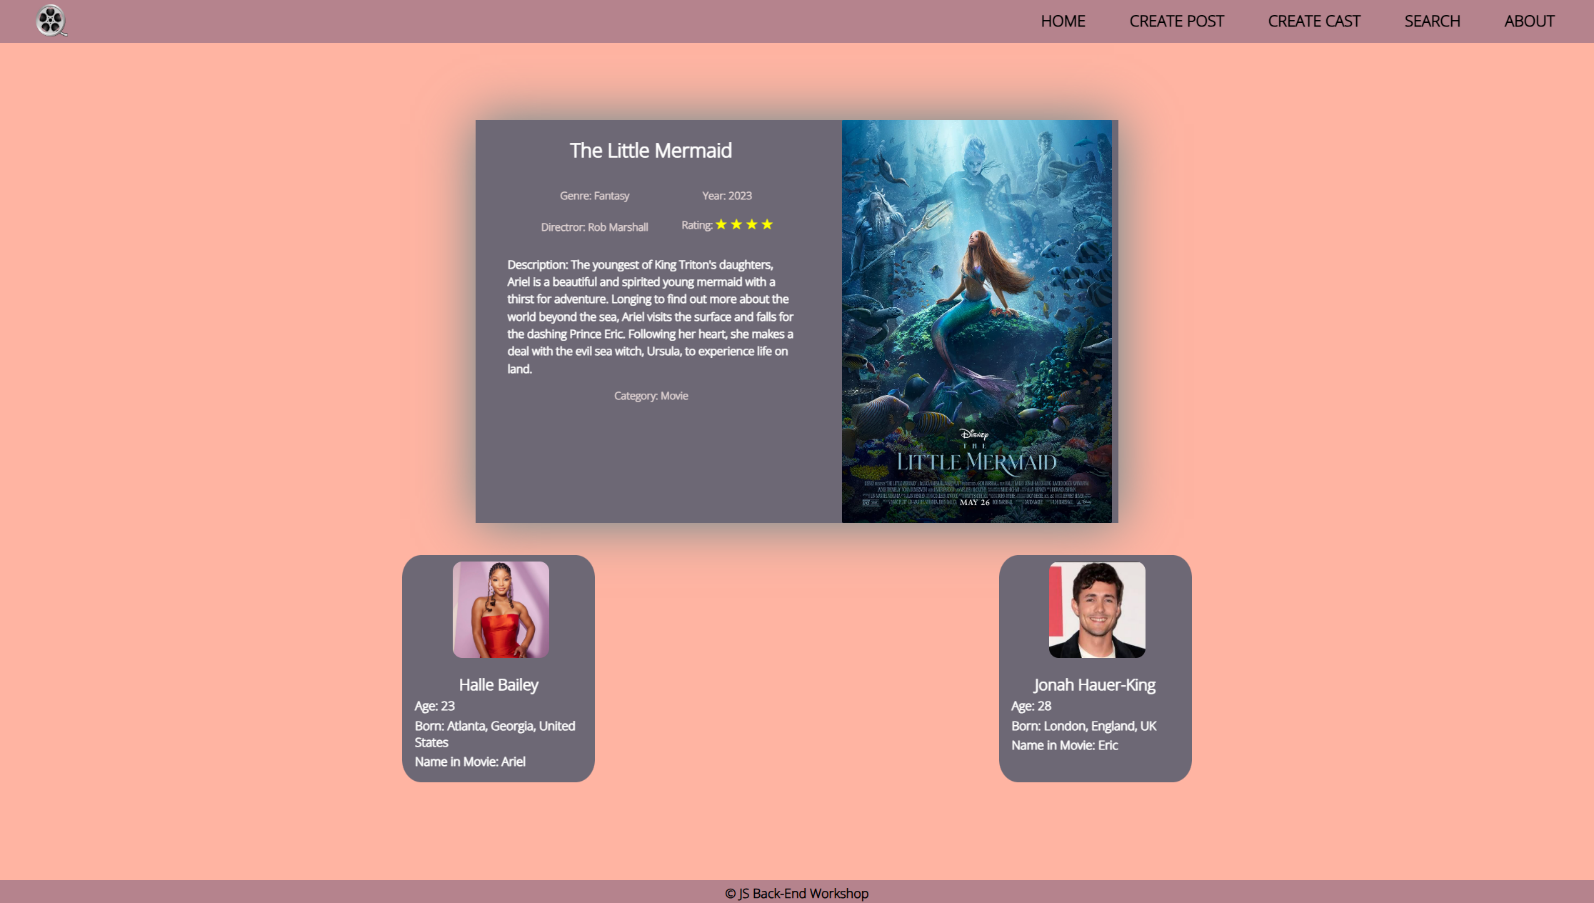 HOME CREATE POST CREATE CAST SEARCH ABOUT
The Little Mermaid
Genre: Fantasy Year: 2023
Directror: Rob Marshall Rating: ★ ★ ★ ★
Description: The youngest of King Triton's daughters,
Ariel is a beautiful and spirited young mermaid with a
thirst for adventure. Longing to find out more about the
world beyond the sea, Ariel visits the surface and falls for
the dashing Prince Eric. Following her heart, she makes a
deal with the evil sea witch, Ursula, to experience life on
land.
Category: Movie
Disney
THE
LITTLE MERMAID
MAY 26
Halle Bailey
Age: 23
Born: Atlanta, Georgia, United
States
Name in Movie: Ariel
Jonah Hauer-King
Age: 28
Born: London, England, UK
Name in Movie: Eric
© JS Back-End Workshop